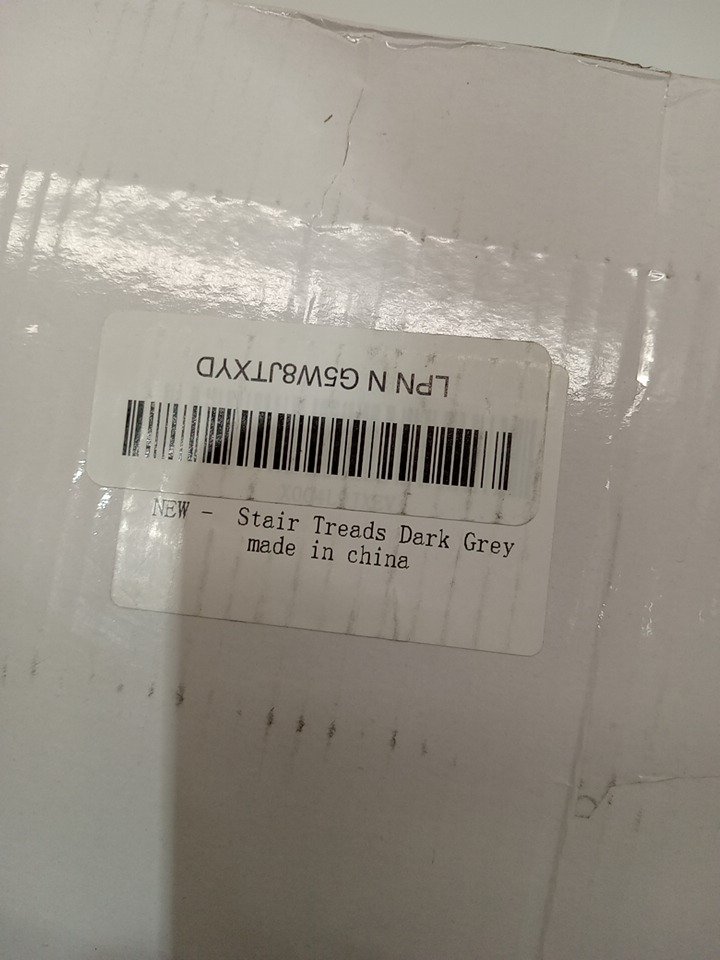 LPN N G5W8JTXYD
NEW - Stair Treads Dark Grey
made in china